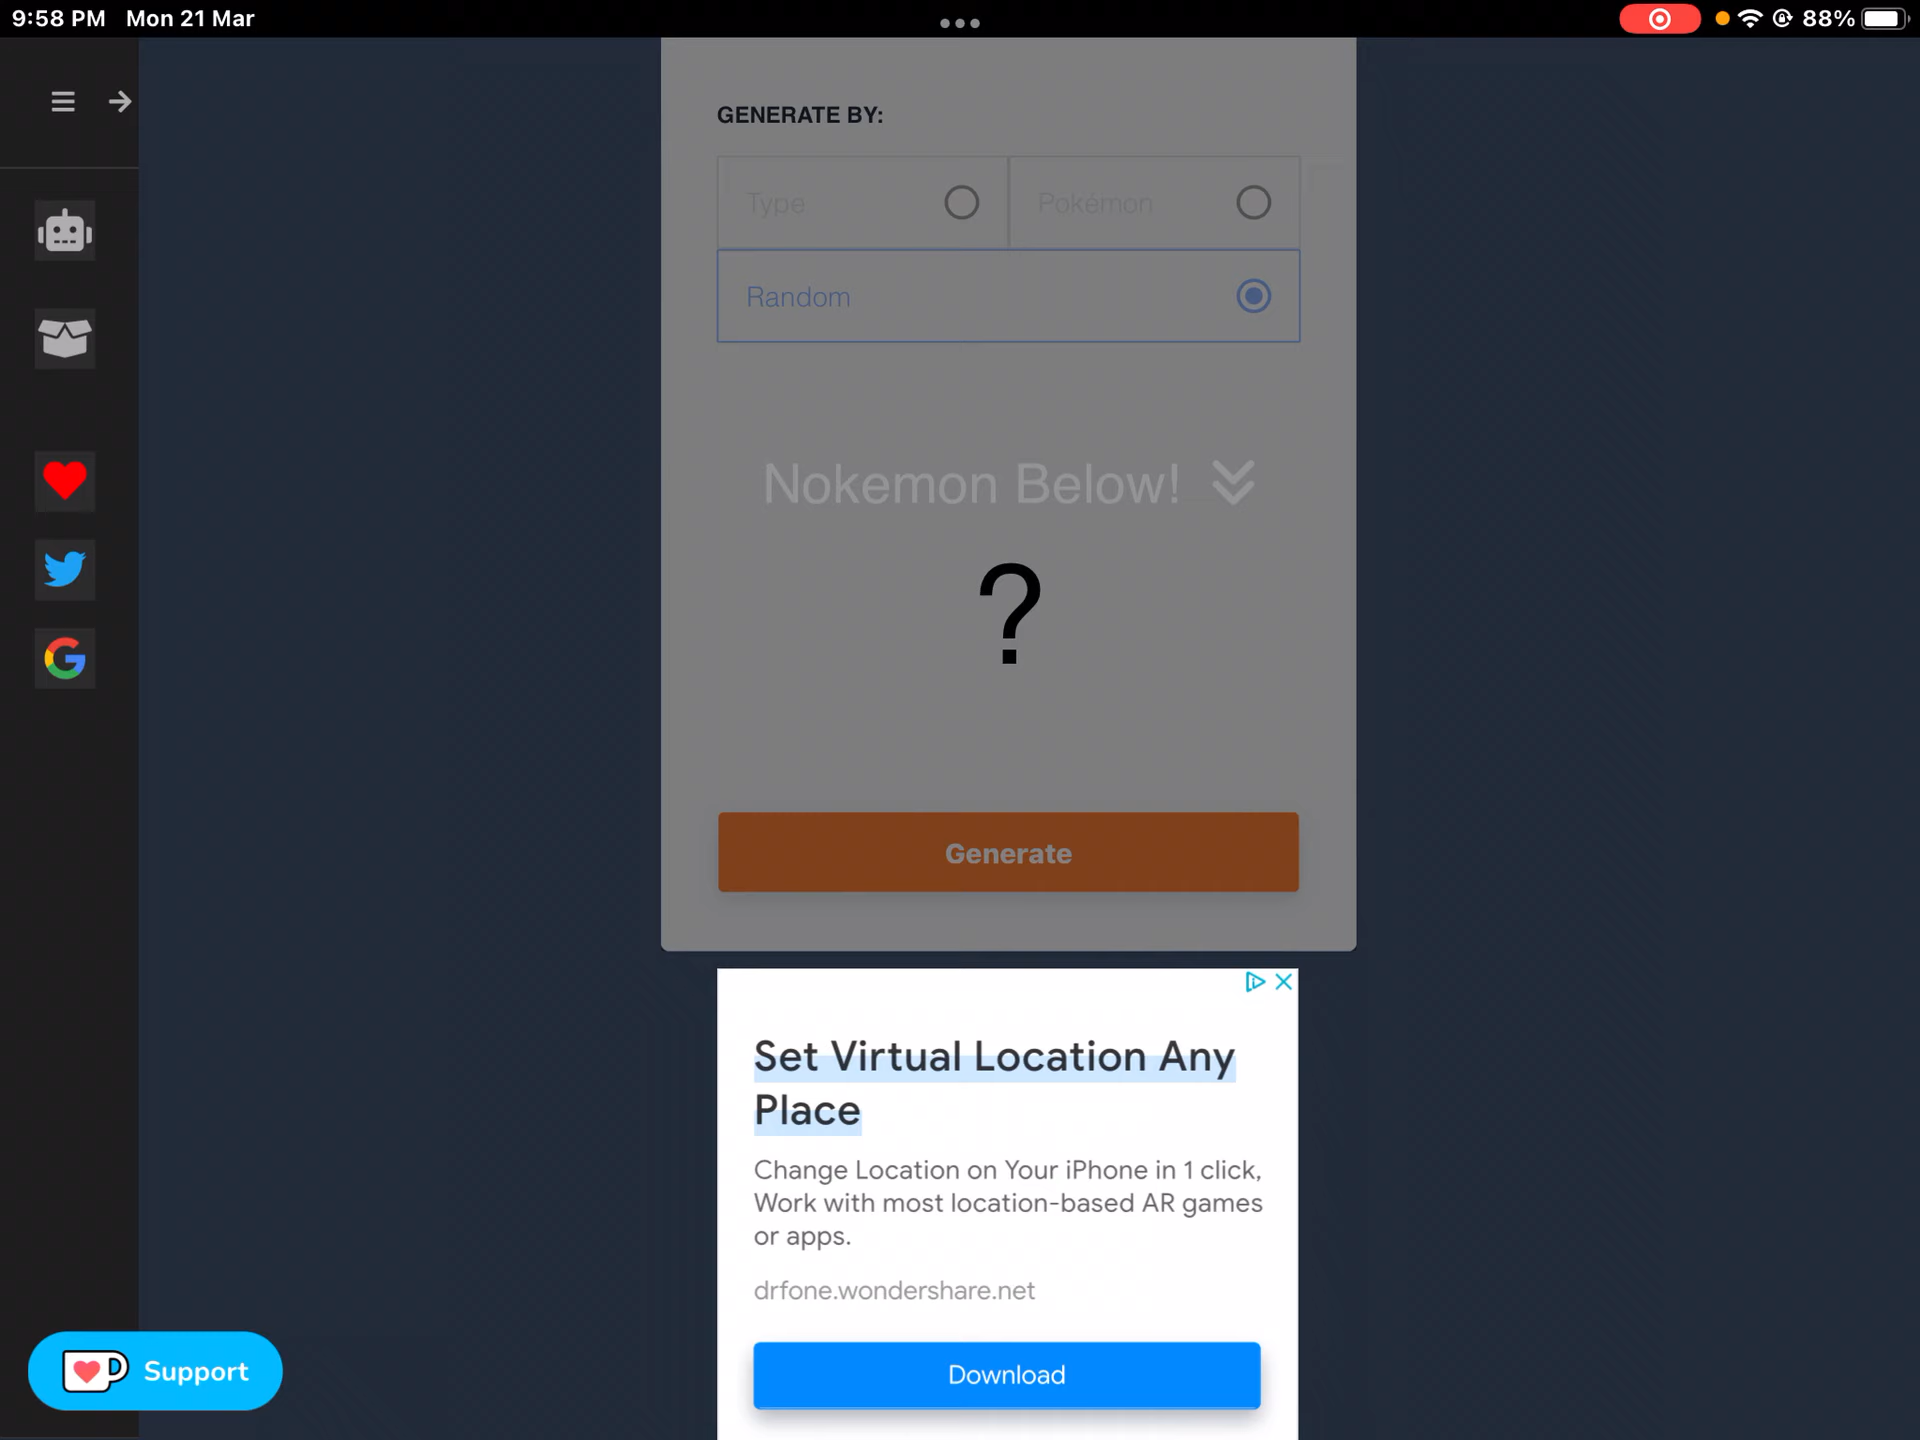 9:58 PM Mon 21 Mar
88%
GENERATE BY:
Type
Pokémon
Random
Nokemon Below!
?
Generate
Set Virtual Location Any
Place
Change Location on Your iPhone in 1 click,
Work with most location-based AR games
or apps.
drfone.wondershare.net
Download
Support